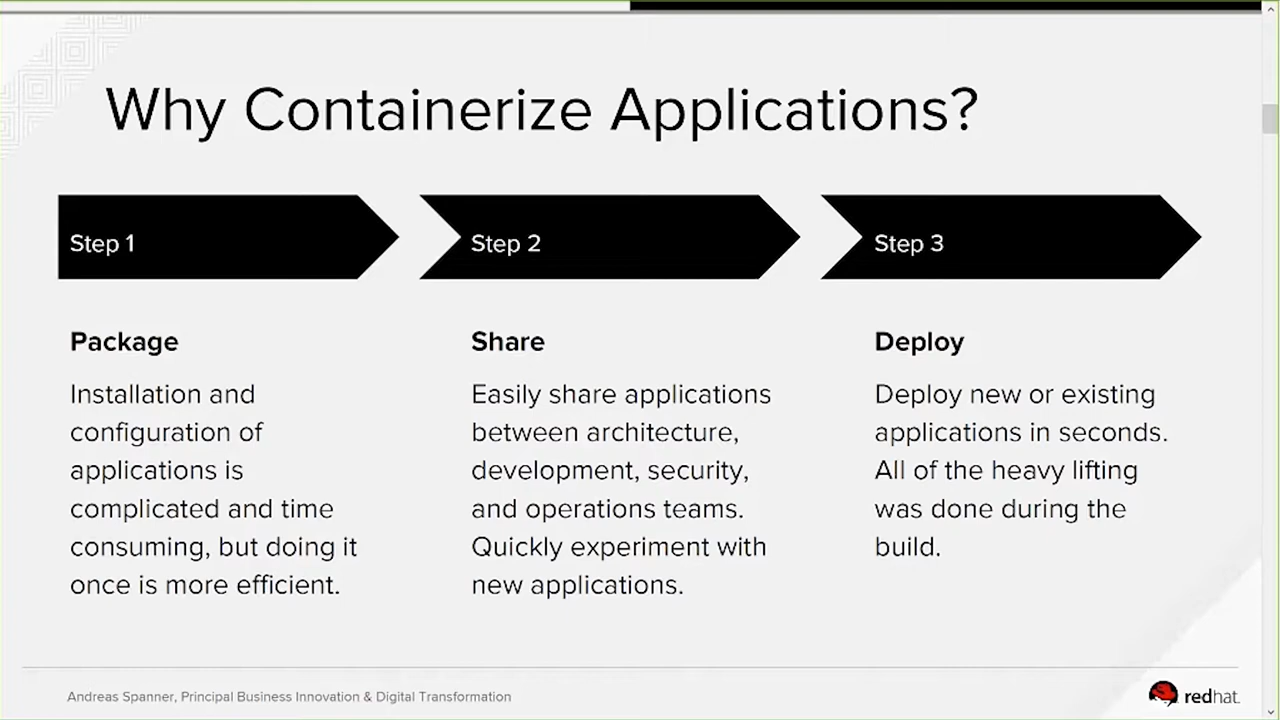 Why Containerize Applications?
Step 1
Step 2
Step 3
Package
Installation and
configuration of
applications is
complicated and time
consuming, but doing it
once is more efficient.
Share
Easily share applications
between architecture,
development, security,
and operations teams.
Quickly experiment with
new applications.
Deploy
Deploy new or existing
applications in seconds.
All of the heavy lifting
was done during the
build.
Andreas Spanner, Principal Business Innovation & Digital Transformation
redhat.